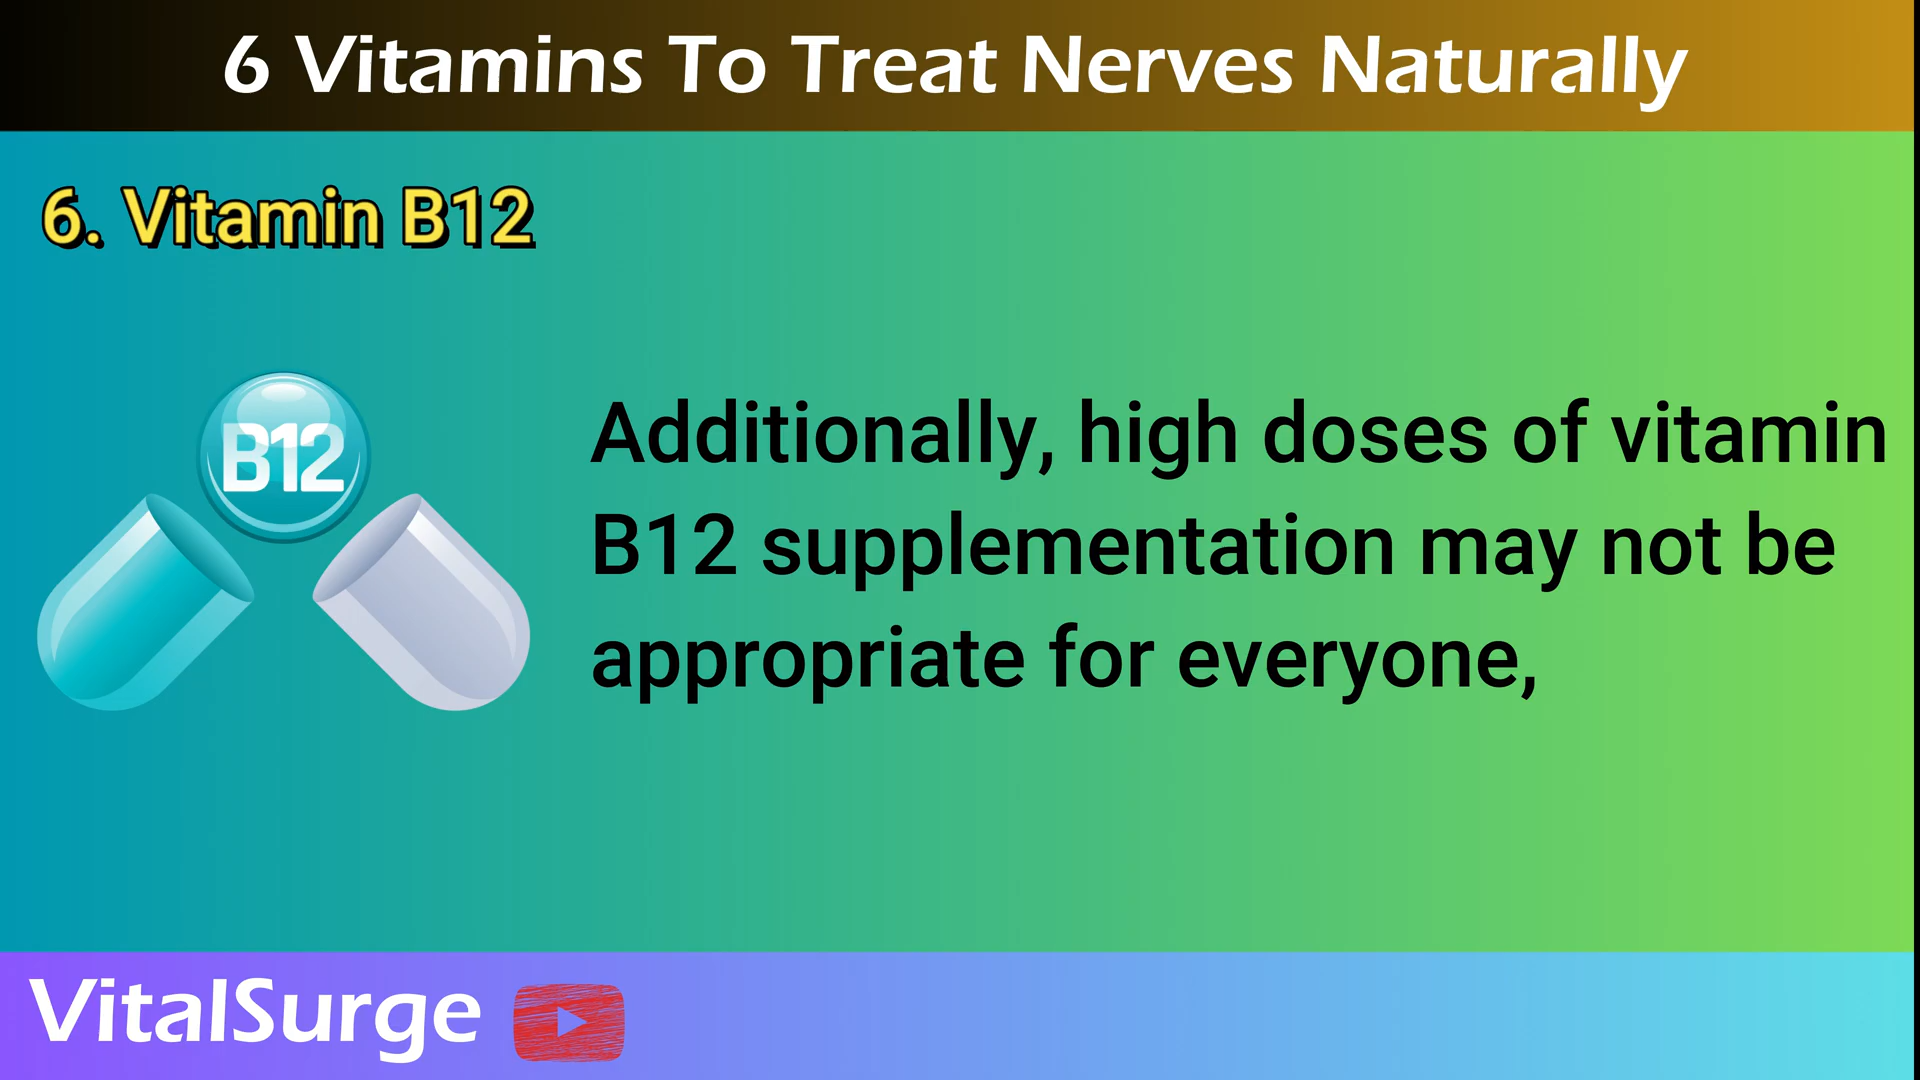 6 Vitamins To Treat Nerves Naturally
6. Vitamin B12
B12
Additionally, high doses of vitamin
B12 supplementation may not be
appropriate for everyone,
VitalSurge